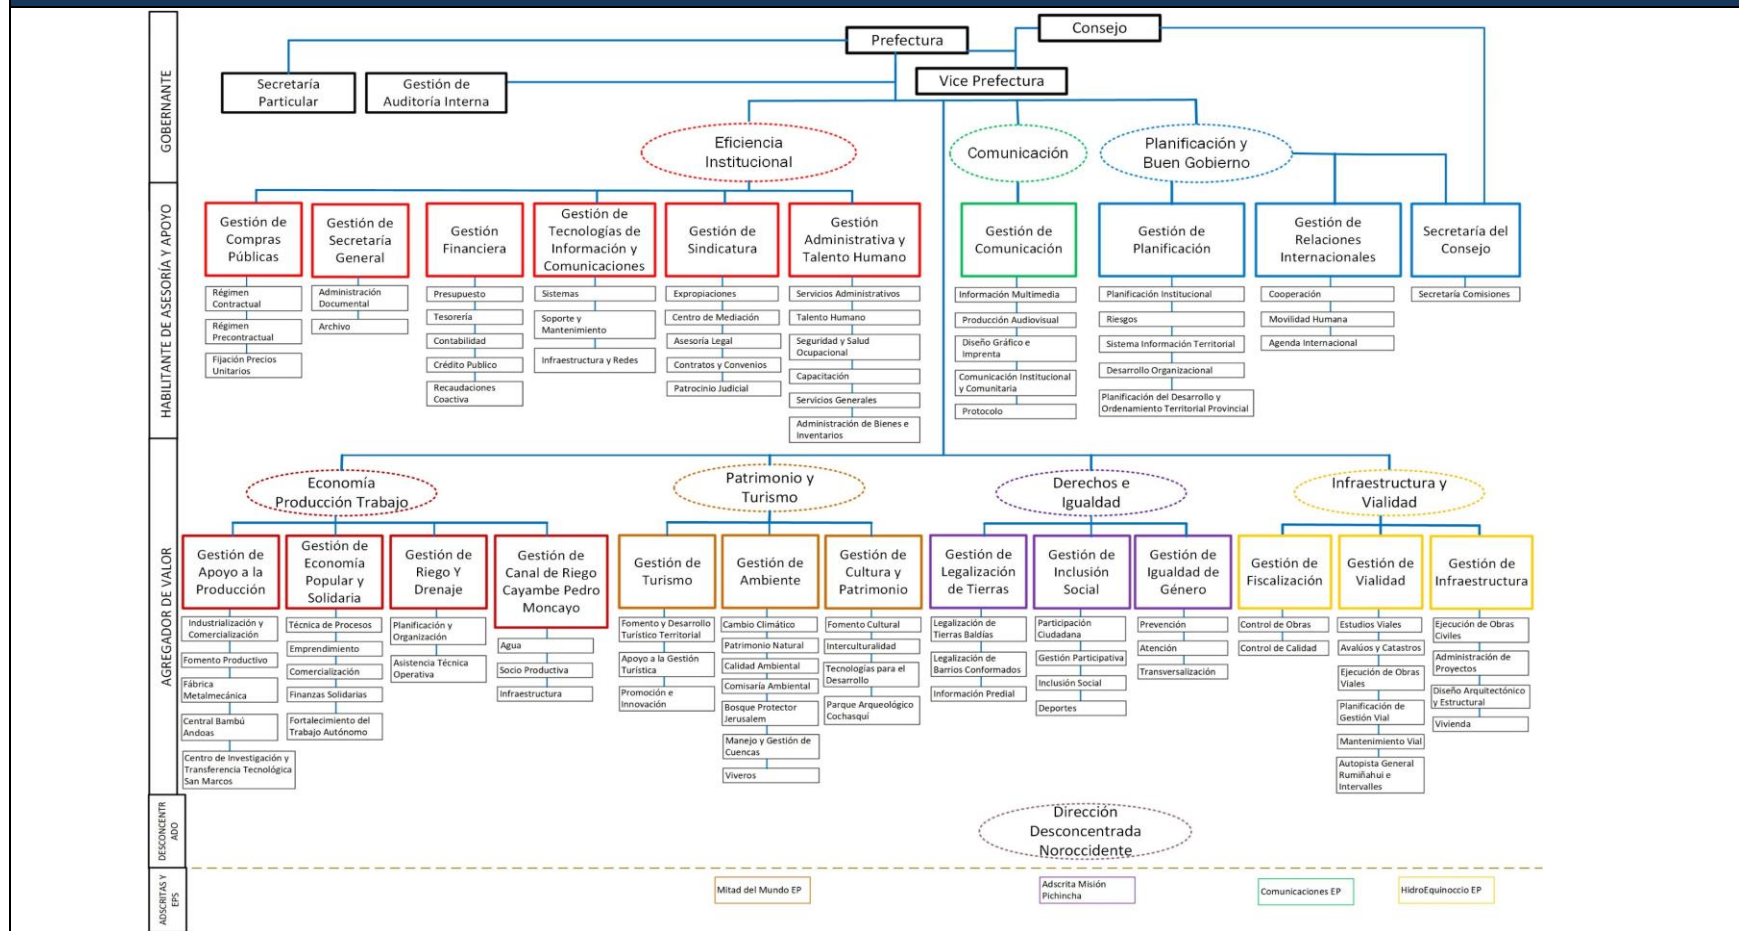 GOBERNANTE
Prefectura
Consejo
Secretaría
Particular
Gestión de
Auditoría Interna
Vice Prefectura
Eficiencia
Institucional
Comunicación
Planificación y
Buen Gobierno
HABILITANTE DE ASESORÍA Y APOYO
Gestión de
Compras
Públicas
Régimen
Contractual
Régimen
Precontractual
Fijación Precios
Unitarios
Gestión de
Secretaría
General
Administración
Documental
Archivo
Gestión
Financiera
Presupuesto
Tesorería
Contabilidad
Crédito Publico
Recaudaciones
Coactiva
Gestión de
Tecnologías de
Información y
Comunicaciones
Sistemas
Soporte y
Mantenimiento
Infraestructura y Redes
Gestión de
Sindicatura
Expropiaciones
Centro de Mediación
Asesoría Legal
Contratos y Convenios
Patrocinio Judicial
Gestión
Administrativa y
Talento Humano
Servicios Administrativos
Talento Humano
Seguridad y Salud
Ocupacional
Capacitación
Servicios Generales
Administración de Bienes e
Inventarios
Gestión de
Comunicación
Información Multimedia
Producción Audiovisual
Diseño Gráfico e
Imprenta
Comunicación Institucional
y Comunitaria
Protocolo
Gestión de
Planificación
Planificación Institucional
Riesgos
Sistema Información Territorial
Desarrollo Organizacional
Planificación del Desarrollo y
Ordenamiento Territorial Provincial
Gestión de
Relaciones
Internacionales
Cooperación
Movilidad Humana
Agenda Internacional
Secretaría del
Consejo
Secretaría Comisiones
AGREGADOR DE VALOR
Economía
Producción Trabajo
Patrimonio y
Turismo
Derechos e
Igualdad
Infraestructura y
Vialidad
Gestión de
Apoyo a la
Producción
Industrialización y
Comercialización
Fomento Productivo
Fábrica
Metalmecánica
Central Bambú
Andoas
Centro de Investigación y
Transferencia Tecnológica
San Marcos
Gestión de
Economía
Popular y
Solidaria
Técnica de Procesos
Emprendimiento
Comercialización
Finanzas Solidarias
Fortalecimiento del
Trabajo Autónomo
Gestión de
Riego Y
Drenaje
Planificación y
Organización
Asistencia Técnica
Operativa
Gestión de
Canal de Riego
Cayambe Pedro
Moncayo
Agua
Socio Productiva
Infraestructura
Gestión de
Turismo
Fomento y Desarrollo
Turístico Territorial
Apoyo a la Gestión
Turística
Promoción e
Innovación
Gestión de
Ambiente
Cambio Climático
Patrimonio Natural
Calidad Ambiental
Comisaría Ambiental
Bosque Protector
Jerusalem
Manejo y Gestión de
Cuencas
Viveros
Gestión de
Cultura y
Patrimonio
Fomento Cultural
Interculturalidad
Tecnologías para el
Desarrollo
Parque Arqueológico
Cochasquí
Gestión de
Legalización
de Tierras
Legalización de
Tierras Baldías
Legalización de
Barrios Conformados
Información Predial
Gestión de
Inclusión
Social
Participación
Ciudadana
Gestión Participativa
Inclusión Social
Deportes
Gestión de
Igualdad de
Género
Prevención
Atención
Transversalización
Gestión de
Fiscalización
Control de Obras
Control de Calidad
Gestión de
Vialidad
Estudios Viales
Avalúos y Catastros
Ejecución de Obras
Viales
Planificación de
Gestión Vial
Mantenimiento Vial
Autopista General
Rumiñahui e
Intervalles
Gestión de
Infraestructura
Ejecución de Obras
Civiles
Administración de
Proyectos
Diseño Arquitectónico
y Estructural
Vivienda
DESCONCENTR
ADO
Dirección
Desconcentrada
Noroccidente
ADSCRITAS Y
EPS
Mitad del Mundo EP
Adscrita Misión
Pichincha
Comunicaciones EP
HidroEquinoccio EP